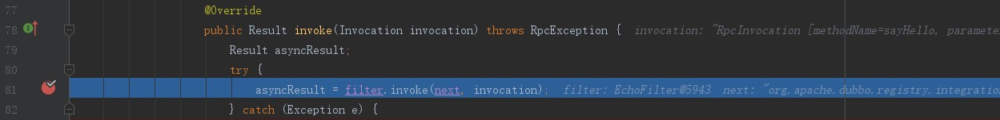 77 @Override
78 public Result invoke(Invocation invocation) throws RpcException { invocation: "RpcInvocation [methodName=sayHello, paramete
79 Result asyncResult;
80 try {
81 asyncResult = filter.invoke(next, invocation); filter: EchoFilter@5943 next: "org.apache.dubbo.registry.integratio
82 } catch (Exception e) {